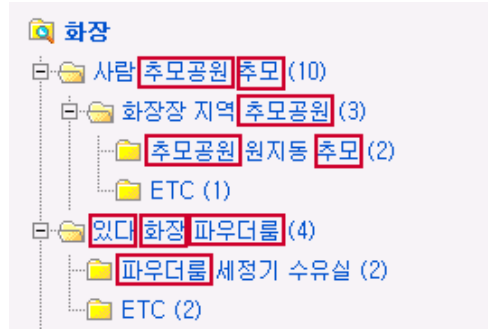 화장
사람 추모공원 추모 (10)
화장장 지역 추모공원 (3)
추모공원 원지동 추모 (2)
ETC (1)
있다 화장 파우더룸 (4)
파우더룸 세정기 수유실 (2)
ETC (2)